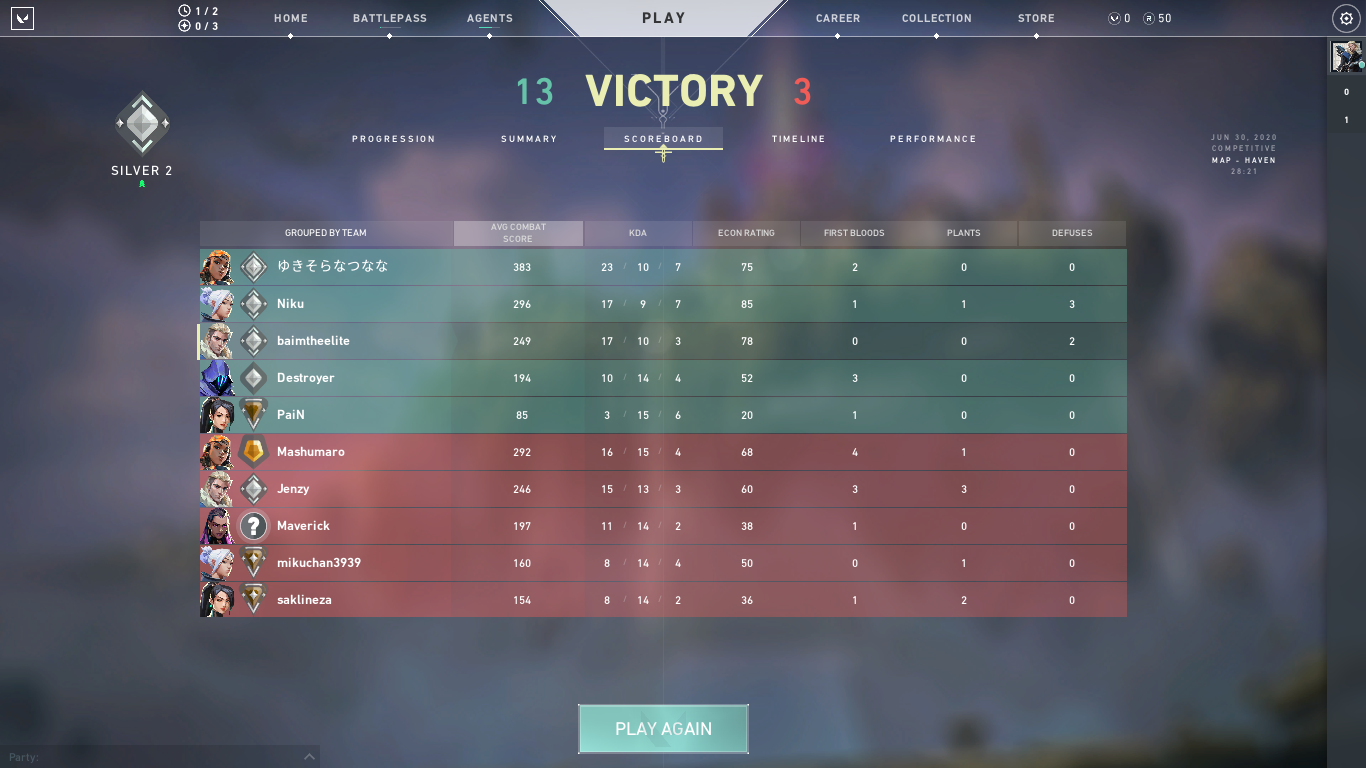 1 / 2
0 / 3
HOME BATTLEPASS AGENTS PLAY CAREER COLLECTION STORE 0 R 50
13 VICTORY 3
0
1
PROGRESSION SUMMARY SCOREBOARD TIMELINE PERFORMANCE
JUN 30, 2020
COMPETITIVE
MAP - HAVEN
28:21
SILVER 2
GROUPED BY TEAM AVG COMBAT SCORE KDA ECON RATING FIRST BLOODS PLANTS DEFUSES
ゆきそらなつなな 383 23 / 10 / 7 75 2 0 0
Niku 296 17 / 9 / 7 85 1 1 3
baimtheelite 249 17 / 10 / 3 78 0 0 2
Destroyer 194 10 / 14 / 4 52 3 0 0
PaiN 85 3 / 15 / 6 20 1 0 0
Mashumaro 292 16 / 15 / 4 68 4 1 0
Jenzy 246 15 / 13 / 3 60 3 3 0
? Maverick 197 11 / 14 / 2 38 1 0 0
mikuchan3939 160 8 / 14 / 4 50 0 1 0
saklineza 154 8 / 14 / 2 36 1 2 0
PLAY AGAIN
Party: